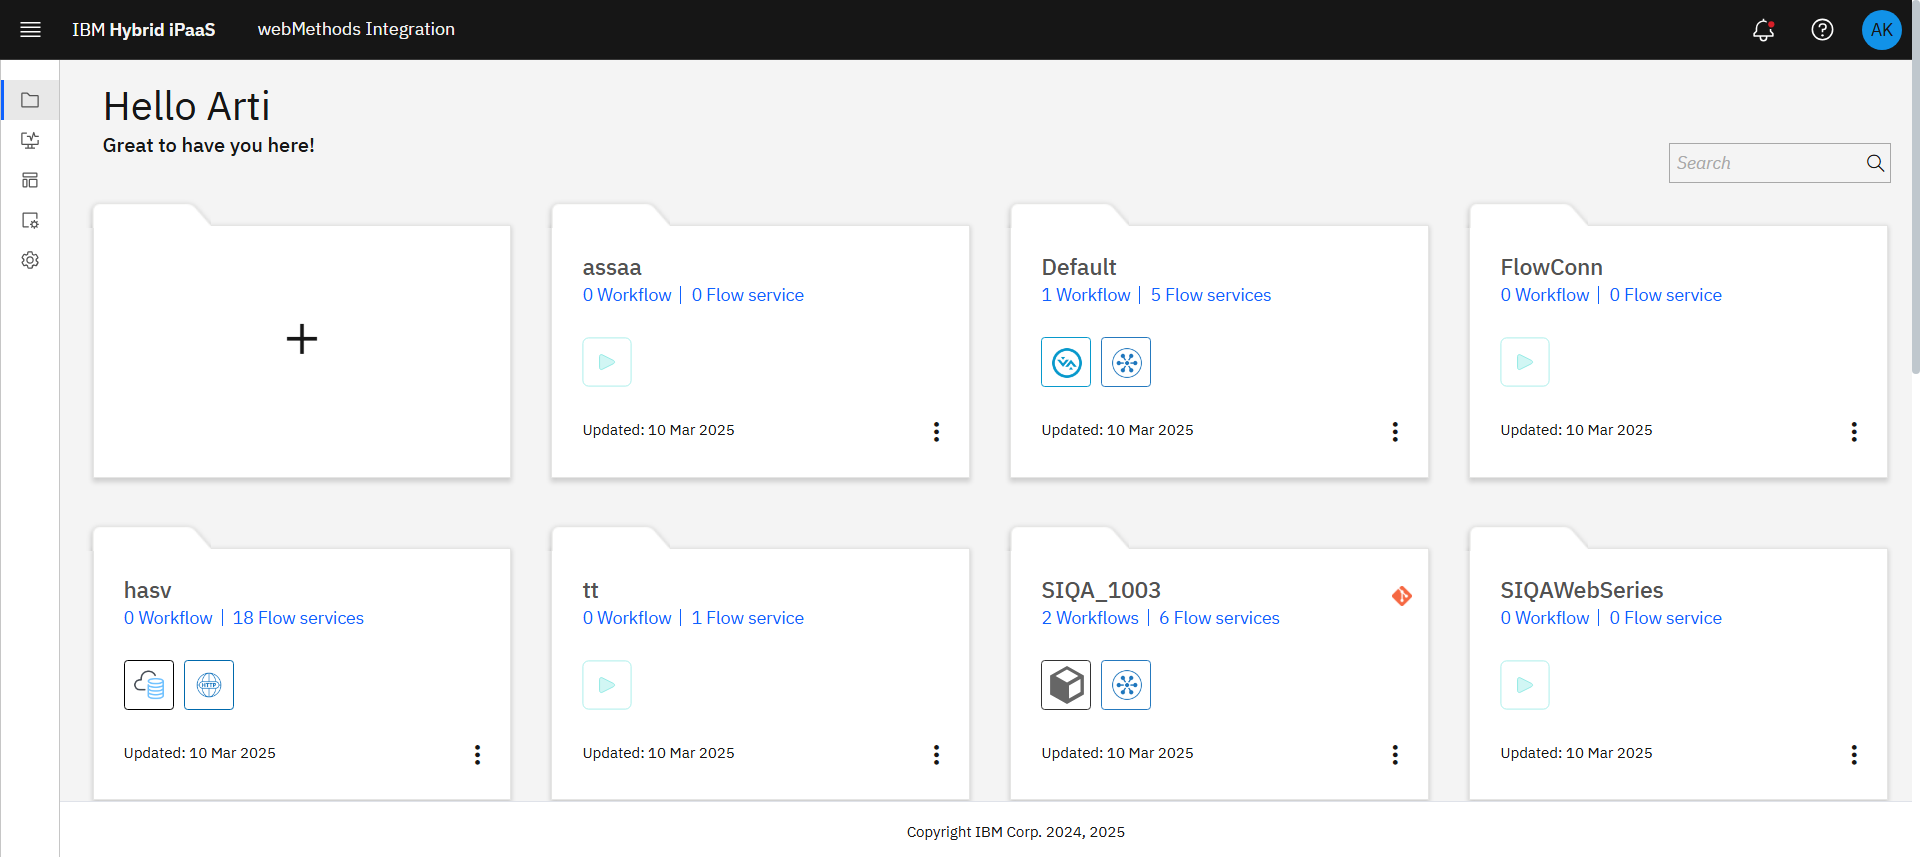 IBM Hybrid iPaaS
webMethods Integration
AK
Hello Arti
Great to have you here!
Search
assaa
0 Workflow | 0 Flow service
Updated: 10 Mar 2025
Default
1 Workflow | 5 Flow services
Updated: 10 Mar 2025
FlowConn
0 Workflow | 0 Flow service
Updated: 10 Mar 2025
hasv
0 Workflow | 18 Flow services
HTTP
Updated: 10 Mar 2025
tt
0 Workflow | 1 Flow service
Updated: 10 Mar 2025
SIQA_1003
2 Workflows | 6 Flow services
Updated: 10 Mar 2025
SIQAWebSeries
0 Workflow | 0 Flow service
Updated: 10 Mar 2025
Copyright IBM Corp. 2024, 2025